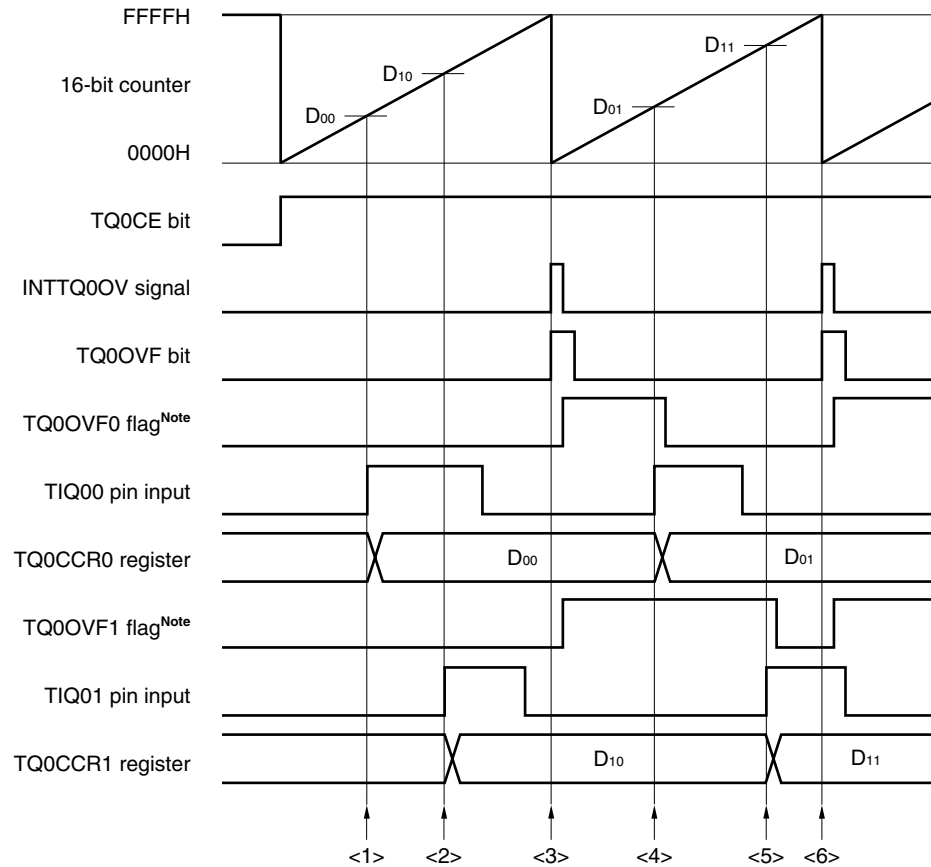 FFFFH
16-bit counter
0000H
D00
D10
D01
D11
TQ0CE bit
INTTQ0OV signal
TQ0OVF bit
TQ0OVF0 flagNote
TIQ00 pin input
TQ0CCR0 register
D00
D01
TQ0OVF1 flagNote
TIQ01 pin input
TQ0CCR1 register
D10
D11
<1> <2> <3> <4> <5> <6>